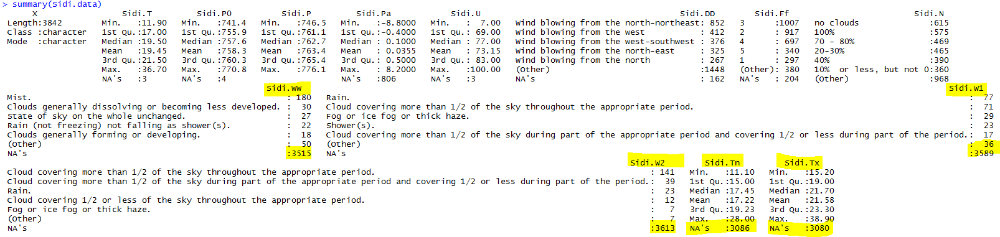 > summary(Sidi.data)
X Sidi.T Sidi.P0 Sidi.P Sidi.Pa Sidi.U Sidi.DD Sidi.Ff Sidi.N
Length:3842 Min. :11.90 Min. :741.4 Min. :746.5 Min. :-8.8000 Min. : 7.00 Wind blowing from the north-northeast: 852 3 :1007 no clouds :615
Class :character 1st Qu.:17.00 1st Qu.:755.9 1st Qu.:761.1 1st Qu.:-0.4000 1st Qu.: 69.00 Wind blowing from the west : 412 2 : 917 100% :575
Mode :character Median :19.50 Median :757.6 Median :762.7 Median : 0.1000 Median : 77.00 Wind blowing from the west-southwest : 376 4 : 697 70 - 80% :469
Mean :19.45 Mean :758.3 Mean :763.4 Mean : 0.0355 Mean : 73.15 Wind blowing from the north-east : 325 5 : 340 20-30% :465
3rd Qu.:21.50 3rd Qu.:760.3 3rd Qu.:765.4 3rd Qu.: 0.5000 3rd Qu.: 83.00 Wind blowing from the north : 267 1 : 297 40% :390
Max. :36.70 Max. :770.8 Max. :776.1 Max. : 8.2000 Max. :100.00 (Other) :1448 (Other): 380 10% or less, but not 0:360
NA's :3 NA's :4 NA's :806 NA's :3 NA's : 162 NA's : 204 (Other) :968
Sidi.WW Sidi.W1
Mist. : 180 Rain. : 77
Clouds generally dissolving or becoming less developed. : 30 Cloud covering more than 1/2 of the sky throughout the appropriate period. : 71
State of sky on the whole unchanged. : 27 Fog or ice fog or thick haze. : 29
Rain (not freezing) not falling as shower(s). : 22 Shower(s). : 23
Clouds generally forming or developing. : 18 Cloud covering more than 1/2 of the sky during part of the appropriate period and covering 1/2 or less during part of the period.: 17
(Other) : 50 (Other) : 36
NA's :3515 NA's :3589
Sidi.W2 Sidi.Tn Sidi.Tx
Cloud covering more than 1/2 of the sky throughout the appropriate period. : 141 Min. :11.10 Min. :15.20
Cloud covering more than 1/2 of the sky during part of the appropriate period and covering 1/2 or less during part of the period.: 39 1st Qu.:15.00 1st Qu.:19.00
Rain. : 23 Median :17.45 Median :21.70
Cloud covering 1/2 or less of the sky throughout the appropriate period. : 12 Mean :17.22 Mean :21.58
Fog or ice fog or thick haze. : 7 3rd Qu.:19.23 3rd Qu.:23.30
(Other) : 7 Max. :28.00 Max. :38.90
NA's :3613 NA's :3086 NA's :3080